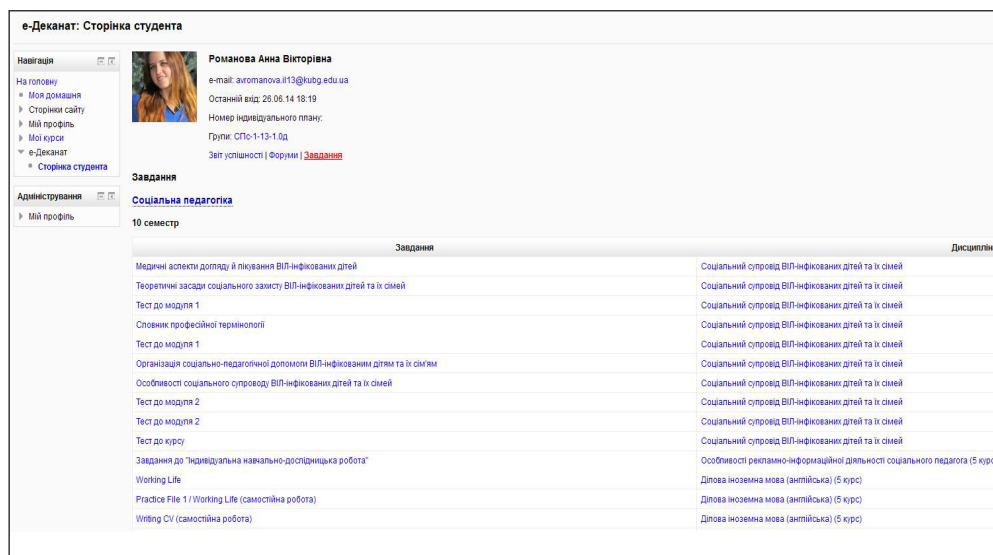 е-Деканат: Сторінка студента
Навігація
На головну
Моя домашня
Сторінки сайту
Мій профіль
Мої курси
е-Деканат
Сторінка студента
Адміністрування
Мій профіль
Романова Анна Вікторівна
e-mail: avromanova.il13@kubg.edu.ua
Останній вхід: 26.06.14 18:19
Номер індивідуального плану:
Групи: СПс-1-13-1.0д
Звіт успішності | Форуми | Завдання
Завдання
Соціальна педагогіка
10 семестр
Завдання Дисциплін
Медичні аспекти догляду й лікування ВІЛ-інфікованих дітей Соціальний супровід ВІЛ-інфікованих дітей та їх сімей
Теоретичні засади соціального захисту ВІЛ-інфікованих дітей та їх сімей Соціальний супровід ВІЛ-інфікованих дітей та їх сімей
Тест до модуля 1 Соціальний супровід ВІЛ-інфікованих дітей та їх сімей
Словник професійної термінології Соціальний супровід ВІЛ-інфікованих дітей та їх сімей
Тест до модуля 1 Соціальний супровід ВІЛ-інфікованих дітей та їх сімей
Організація соціально-педагогічної допомоги ВІЛ-інфікованим дітям та їх сім'ям Соціальний супровід ВІЛ-інфікованих дітей та їх сімей
Особливості соціального супроводу ВІЛ-інфікованих дітей та їх сімей Соціальний супровід ВІЛ-інфікованих дітей та їх сімей
Тест до модуля 2 Соціальний супровід ВІЛ-інфікованих дітей та їх сімей
Тест до модуля 2 Соціальний супровід ВІЛ-інфікованих дітей та їх сімей
Тест до курсу Соціальний супровід ВІЛ-інфікованих дітей та їх сімей
Завдання до "Індивідуальна навчально-дослідницька робота" Особливості рекламно-інформаційної діяльності соціального педагога (5 курс
Working Life Ділова іноземна мова (англійська) (5 курс)
Practice File 1 / Working Life (самостійна робота) Ділова іноземна мова (англійська) (5 курс)
Writing CV (самостійна робота) Ділова іноземна мова (англійська) (5 курс)